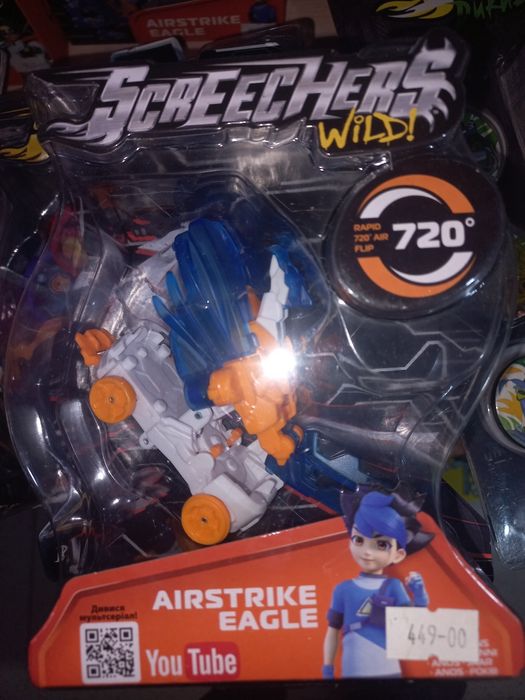 AIRSTRIKE
EAGLE
SCREECHERS
WiLD!
RAPID
720° AIR
FLIP
720°
Дивися
мультсеріал!
YouTube
AIRSTRIKE
EAGLE
449-00